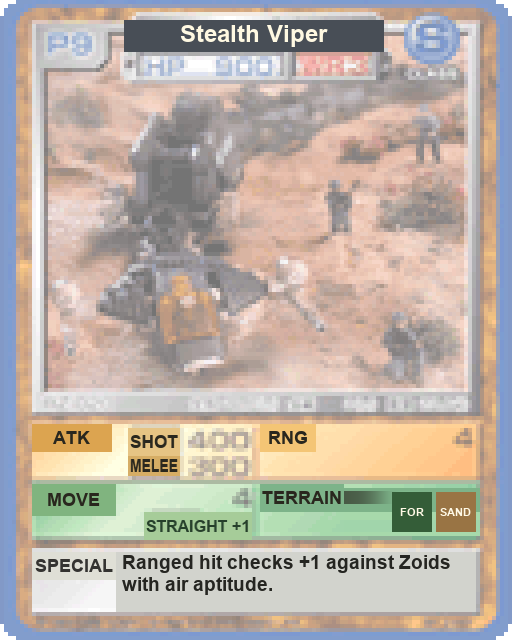 Stealth Viper
P9
HP 900
S
CLASS
ATK
SHOT 400
MELEE 300
RNG 4
MOVE 4
STRAIGHT +1
TERRAIN
FOR
SAND
SPECIAL
Ranged hit checks +1 against Zoids
with air aptitude.